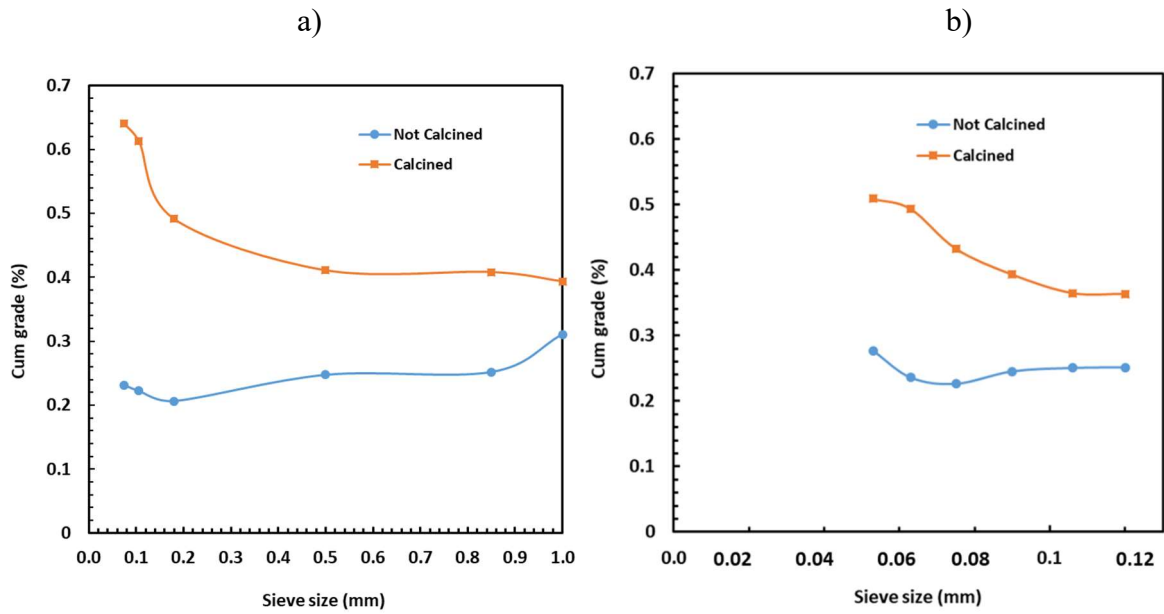 a)
b)
0.7
0.6
0.5
0.4
0.3
0.2
0.1
0
Cum grade (%)
Not Calcined
Calcined
0.0 0.1 0.2 0.3 0.4 0.5 0.6 0.7 0.8 0.9 1.0
Sieve size (mm)
0.7
0.6
0.5
0.4
0.3
0.2
0.1
0
Cum grade (%)
Not Calcined
Calcined
0.0 0.02 0.04 0.06 0.08 0.1 0.12
Sieve size (mm)